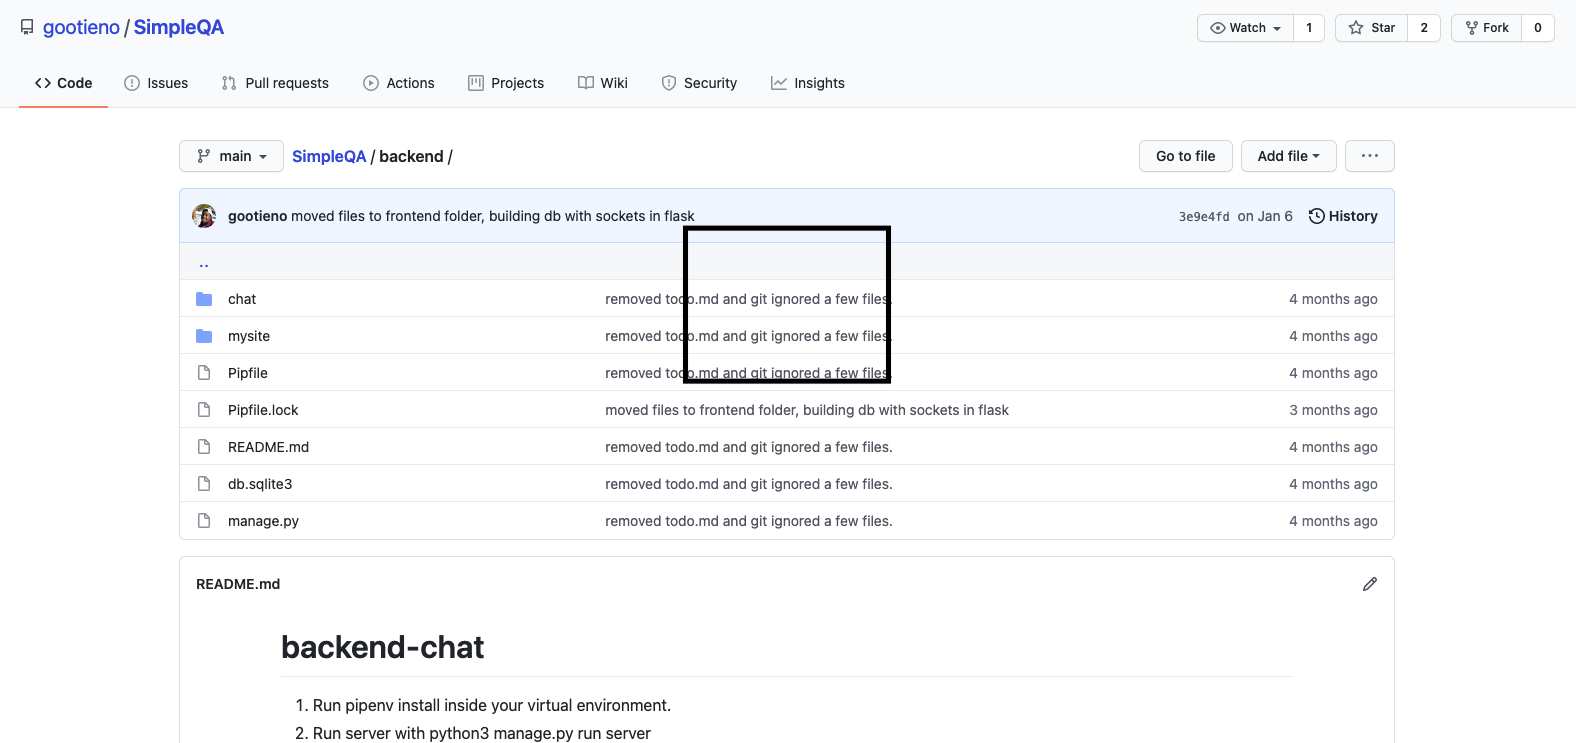 gootieno / SimpleQA
Watch 1 Star 2 Fork 0
Code Issues Pull requests Actions Projects Wiki Security Insights
main SimpleQA / backend / Go to file Add file ...
gootieno moved files to frontend folder, building db with sockets in flask 3e9e4fd on Jan 6 History
..
chat removed todo.md and git ignored a few files. 4 months ago
mysite removed todo.md and git ignored a few files. 4 months ago
Pipfile removed todo.md and git ignored a few files. 4 months ago
Pipfile.lock moved files to frontend folder, building db with sockets in flask 3 months ago
README.md removed todo.md and git ignored a few files. 4 months ago
db.sqlite3 removed todo.md and git ignored a few files. 4 months ago
manage.py removed todo.md and git ignored a few files. 4 months ago
README.md
backend-chat
1. Run pipenv install inside your virtual environment.
2. Run server with python3 manage.py run server